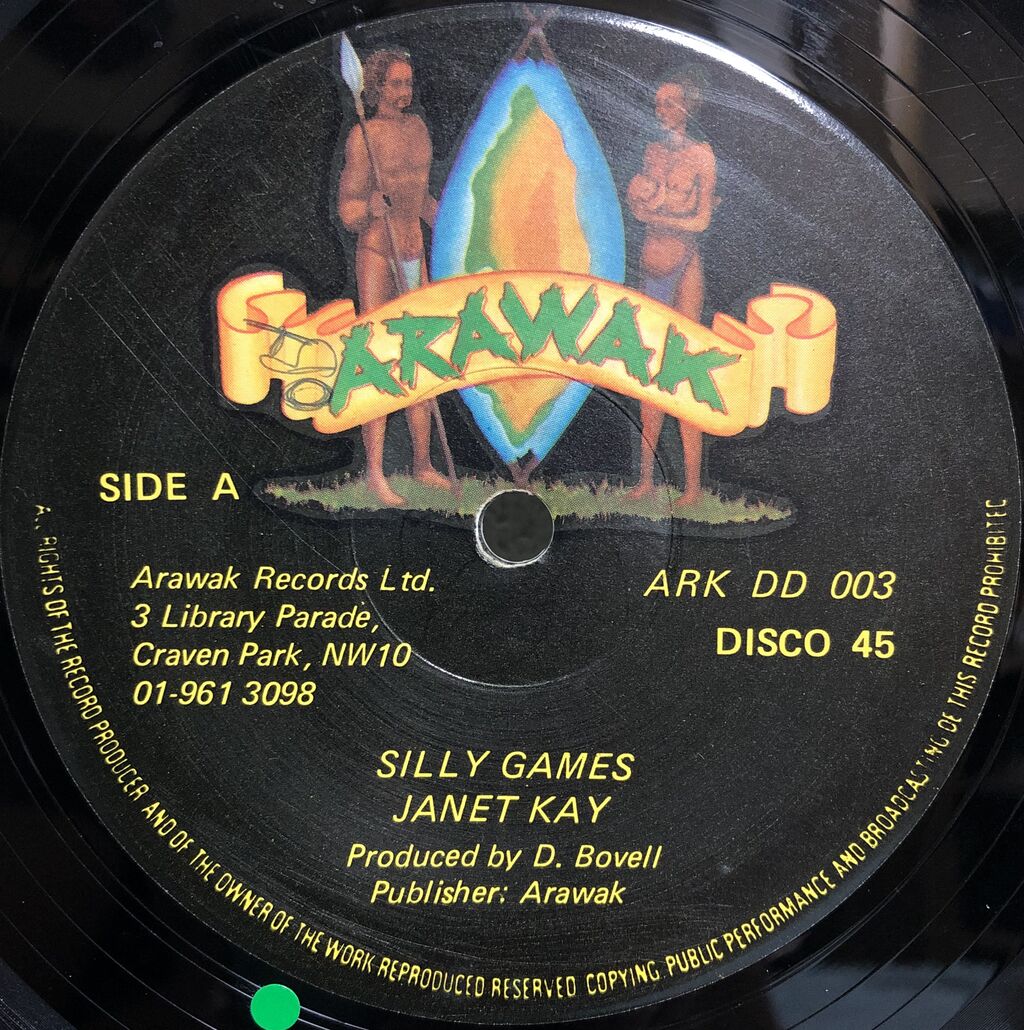 ARAWAK
SIDE A
Arawak Records Ltd.
3 Library Parade,
Craven Park, NW10
01-961 3098
ARK DD 003
DISCO 45
SILLY GAMES
JANET KAY
Produced by D. Bovell
Publisher: Arawak
RIGHTS OF THE RECORD PRODUCER AND OF THE OWNER OF THE WORK REPRODUCED RESERVED COPYING PUBLIC PERFORMANCE AND BROADCASTING OF THIS RECORD PROHIBITED